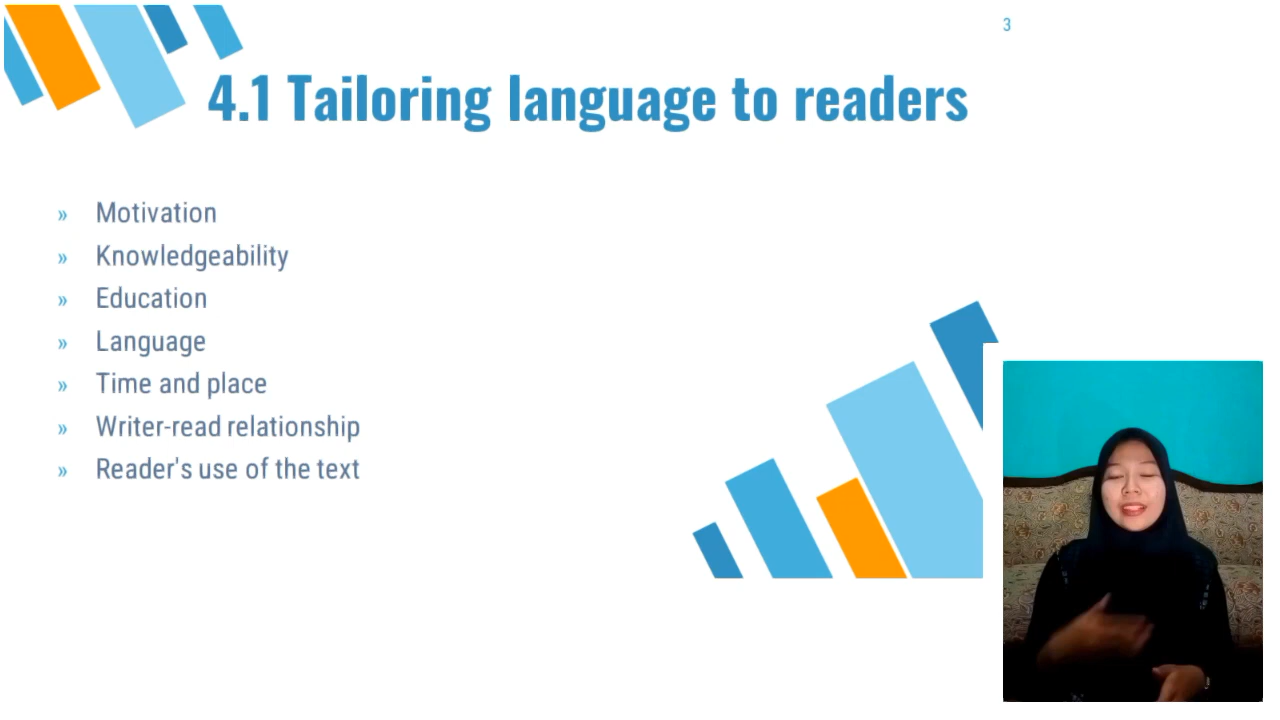 3
4.1 Tailoring language to readers
» Motivation
» Knowledgeability
» Education
» Language
» Time and place
» Writer-read relationship
» Reader's use of the text